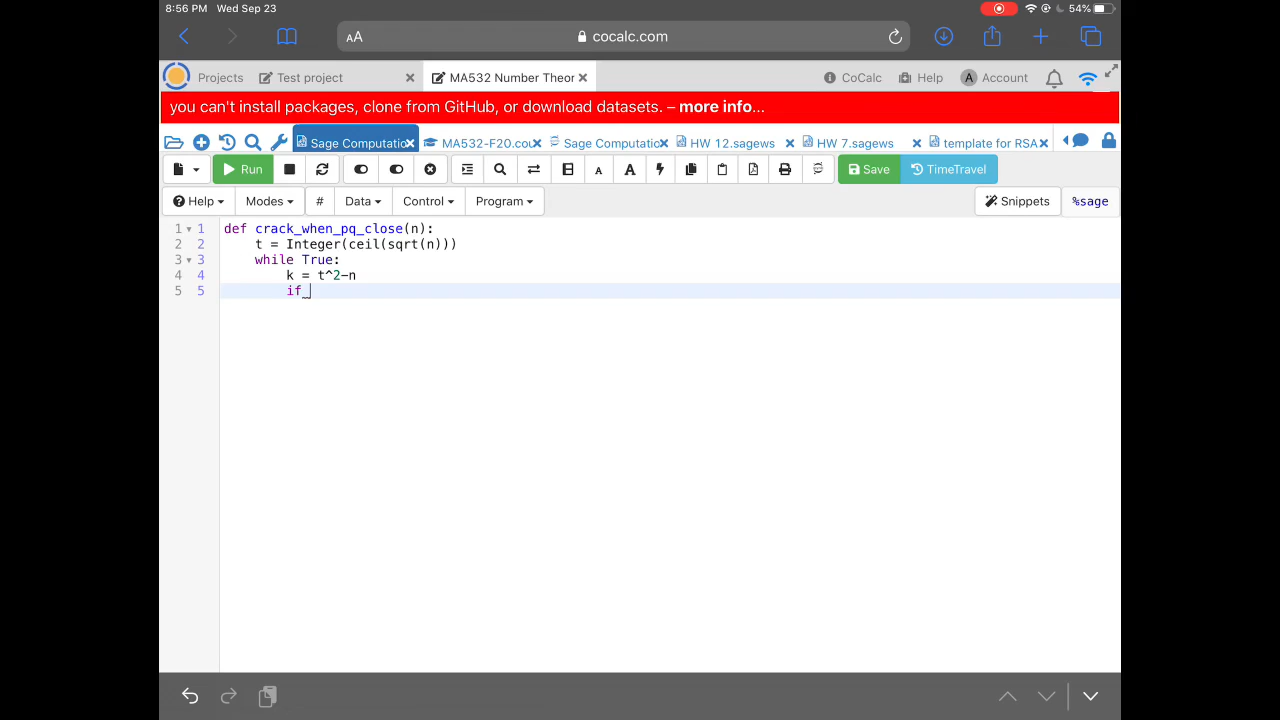 8:56 PM Wed Sep 23 54%
AA cocalc.com
Projects Test project MA532 Number Theor CoCalc Help Account
you can't install packages, clone from GitHub, or download datasets. – more info...
Sage Computatio MA532-F20.cou Sage Computatio HW 12.sagews HW 7.sagews template for RSA
Run Save TimeTravel
Help Modes # Data Control Program Snippets %sage
1 1 def crack_when_pq_close(n):
2 2 t = Integer(ceil(sqrt(n)))
3 3 while True:
4 4 k = t^2-n
5 5 if